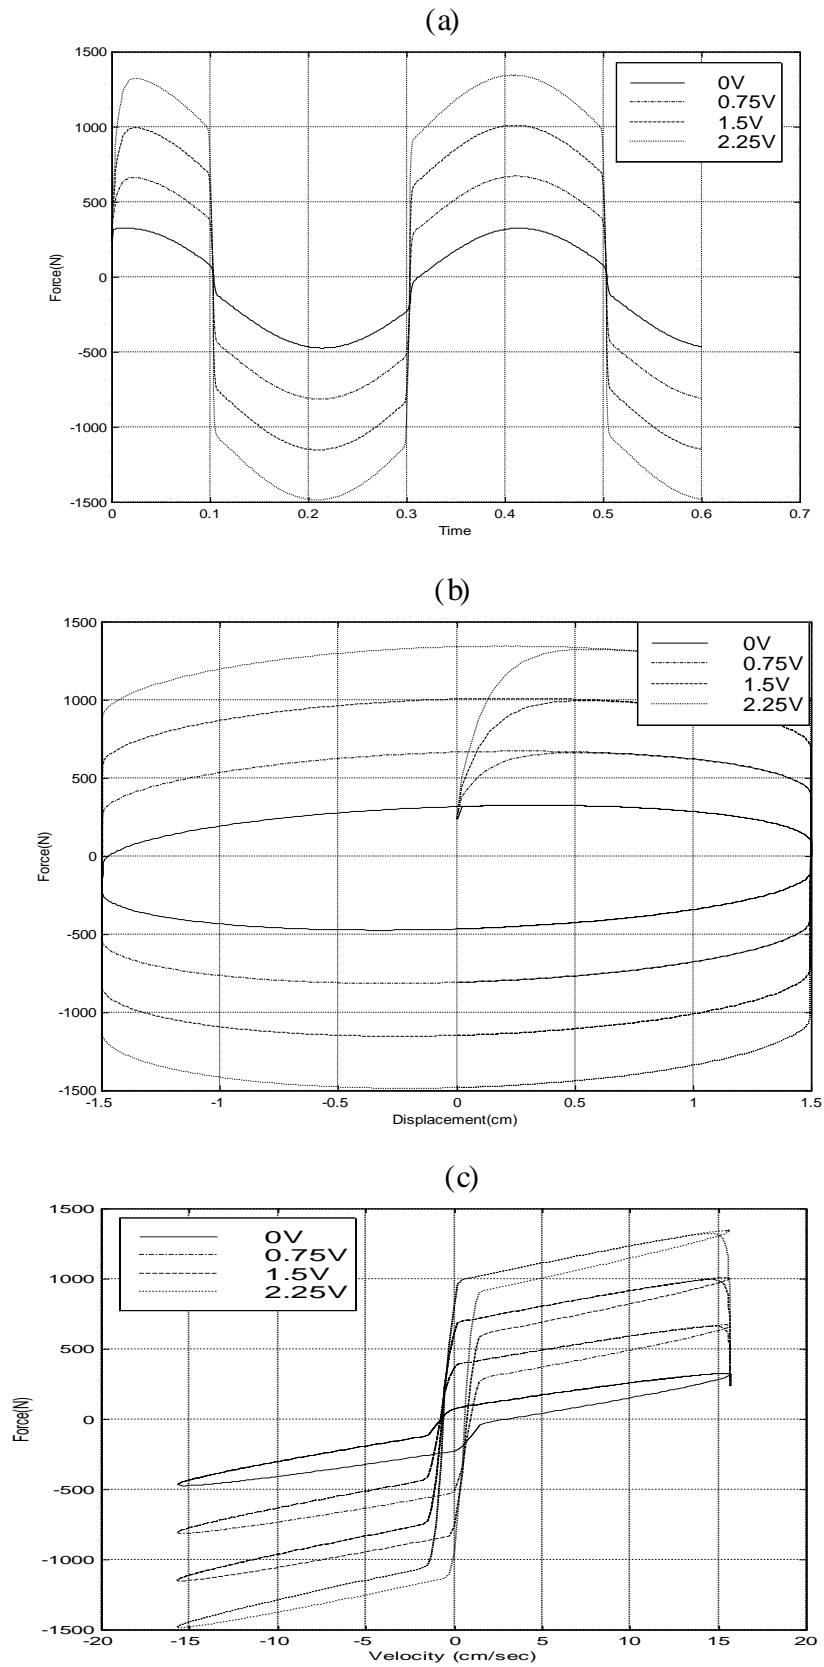 (a)
1500
1000
500
0
-500
-1000
-1500
Force(N)
0V
0.75V
1.5V
2.25V
0 0.1 0.2 0.3 0.4 0.5 0.6 0.7
Time
(b)
1500
1000
500
0
-500
-1000
-1500
Force(N)
0V
0.75V
1.5V
2.25V
-1.5 -1 -0.5 0 0.5 1 1.5
Displacement(cm)
(c)
1500
1000
500
0
-500
-1000
-1500
Force(N)
0V
0.75V
1.5V
2.25V
-20 -15 -10 -5 0 5 10 15 20
Velocity (cm/sec)